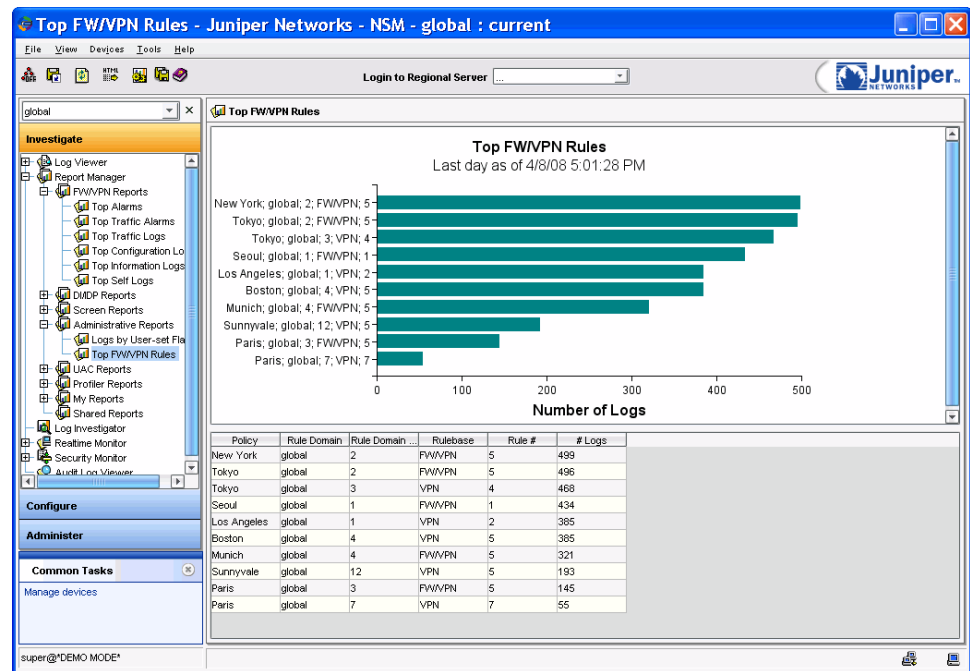 Top FW/VPN Rules - Juniper Networks - NSM - global : current
File View Devices Tools Help
HTML
Login to Regional Server ...
Juniper
NETWORKS
global
Investigate
Log Viewer
Report Manager
FW/VPN Reports
Top Alarms
Top Traffic Alarms
Top Traffic Logs
Top Configuration Lo
Top Information Logs
Top Self Logs
DI/IDP Reports
Screen Reports
Administrative Reports
Logs by User-set Fla
Top FW/VPN Rules
UAC Reports
Profiler Reports
My Reports
Shared Reports
Log Investigator
Realtime Monitor
Security Monitor
Audit Log Viewer
Configure
Administer
Common Tasks
Manage devices
super@*DEMO MODE*
Top FW/VPN Rules
Top FW/VPN Rules
Last day as of 4/8/08 5:01:28 PM
New York; global; 2; FW/VPN; 5
Tokyo; global; 2; FW/VPN; 5
Tokyo; global; 3; VPN; 4
Seoul; global; 1; FW/VPN; 1
Los Angeles; global; 1; VPN; 2
Boston; global; 4; VPN; 5
Munich; global; 4; FW/VPN; 5
Sunnyvale; global; 12; VPN; 5
Paris; global; 3; FW/VPN; 5
Paris; global; 7; VPN; 7
0 100 200 300 400 500
Number of Logs
Policy Rule Domain Rule Domain ... Rulebase Rule # # Logs
New York global 2 FW/VPN 5 499
Tokyo global 2 FW/VPN 5 496
Tokyo global 3 VPN 4 468
Seoul global 1 FW/VPN 1 434
Los Angeles global 1 VPN 2 385
Boston global 4 VPN 5 385
Munich global 4 FW/VPN 5 321
Sunnyvale global 12 VPN 5 193
Paris global 3 FW/VPN 5 145
Paris global 7 VPN 7 55